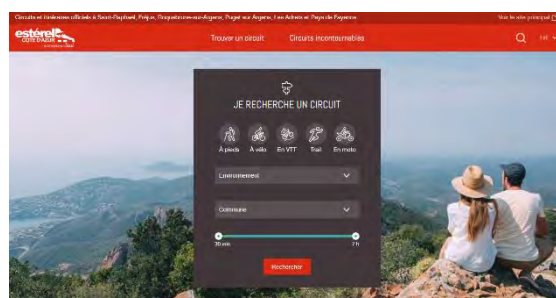 Circuits et itinéraires officiels à Saint-Raphaël, Fréjus, Roquebrune-sur-Argens, Puget sur Argens, Les Adrets et Pays de Fayence
Voir le site principal
estérel
CÔTE D'AZUR
Trouver un circuit Circuits incontournables
JE RECHERCHE UN CIRCUIT
À pieds À vélo En VTT Trail En moto
Environnement
Commune
30 min 7 h
Rechercher